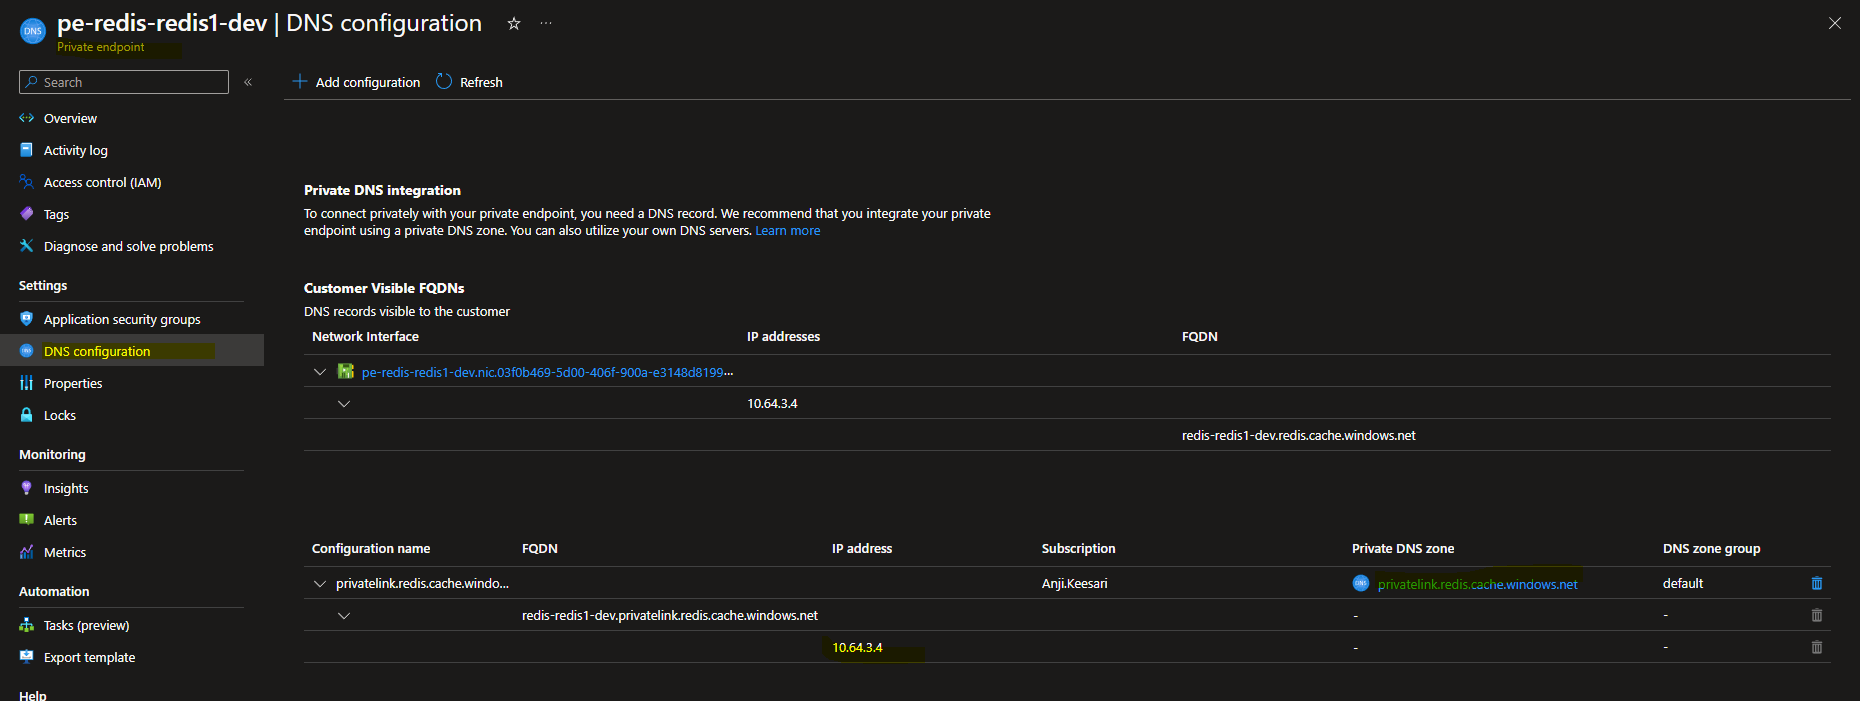 DNS
pe-redis-redis1-dev | DNS configuration
Private endpoint
Search
Add configuration
Refresh
Overview
Activity log
Access control (IAM)
Tags
Diagnose and solve problems
Settings
Application security groups
DNS configuration
Properties
Locks
Monitoring
Insights
Alerts
Metrics
Automation
Tasks (preview)
Export template
Help
Private DNS integration
To connect privately with your private endpoint, you need a DNS record. We recommend that you integrate your private
endpoint using a private DNS zone. You can also utilize your own DNS servers. Learn more
Customer Visible FQDNs
DNS records visible to the customer
Network Interface IP addresses FQDN
pe-redis-redis1-dev.nic.03f0b469-5d00-406f-900a-e3148d8199...
10.64.3.4
redis-redis1-dev.redis.cache.windows.net
Configuration name FQDN IP address Subscription Private DNS zone DNS zone group
privatelink.redis.cache.windo... Anji.Keesari privatelink.redis.cache.windows.net default
redis-redis1-dev.privatelink.redis.cache.windows.net - -
10.64.3.4 - -